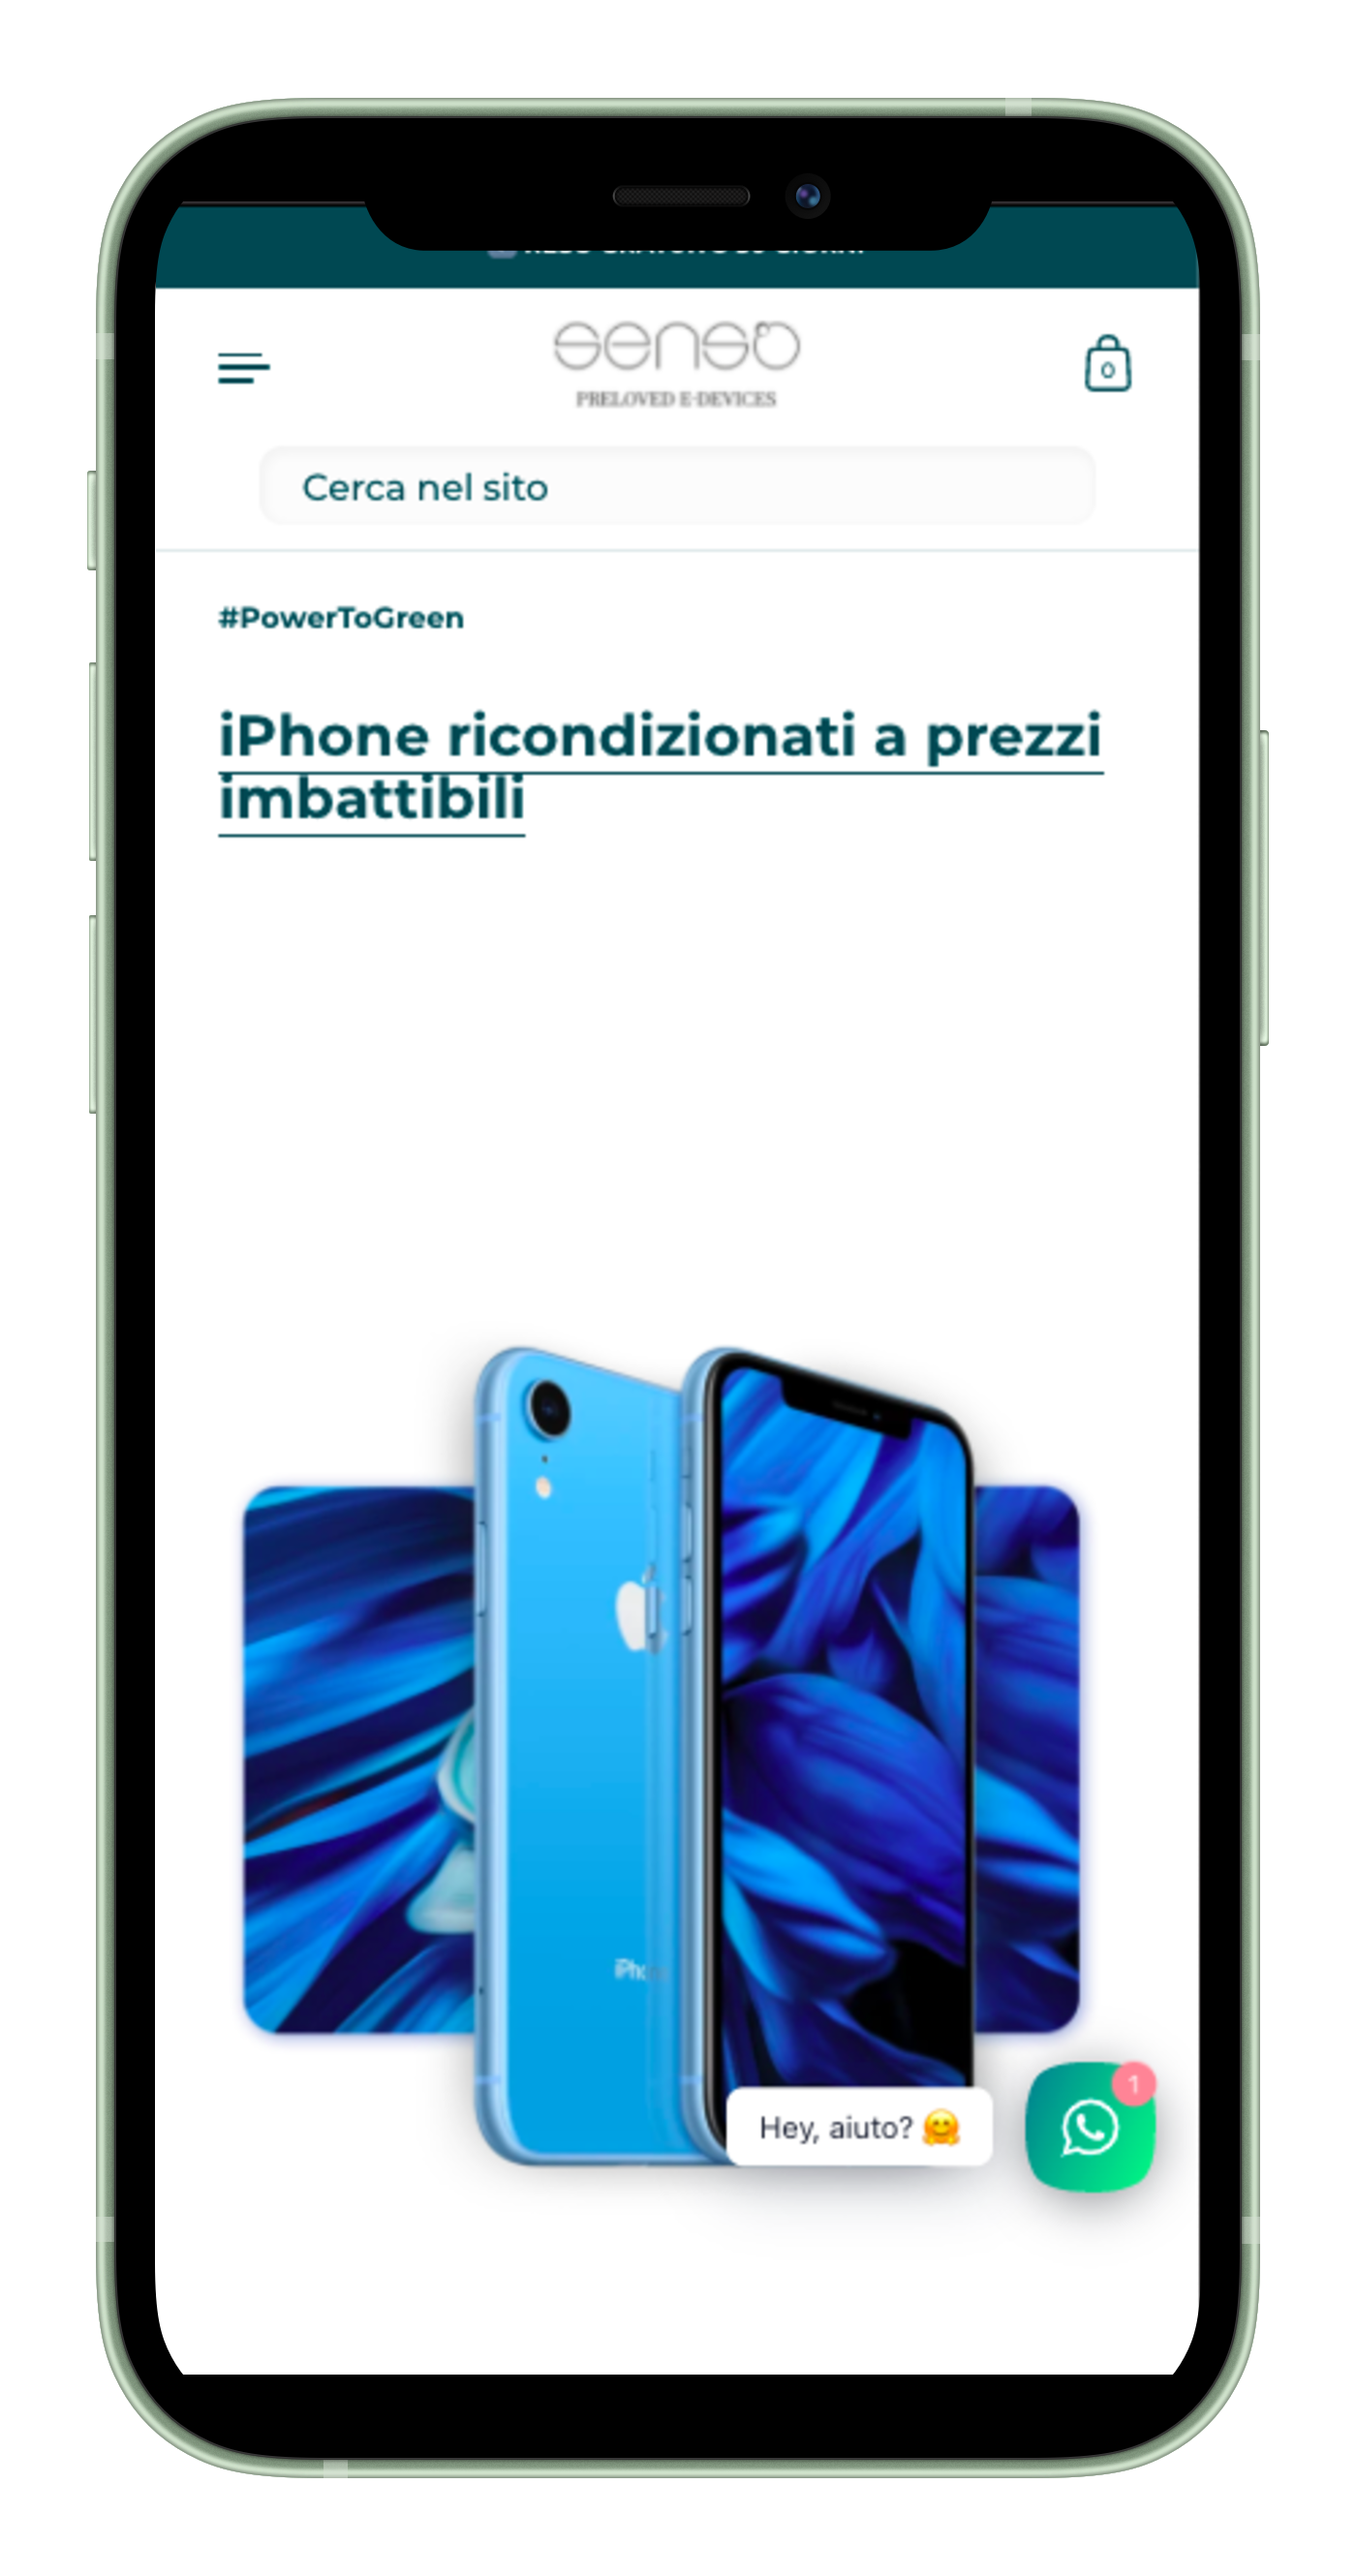 senso
PRELOVED E-DEVICES
0
Cerca nel sito
#PowerToGreen
iPhone ricondizionati a prezzi
imbattibili
Hey, aiuto? 🤗
1